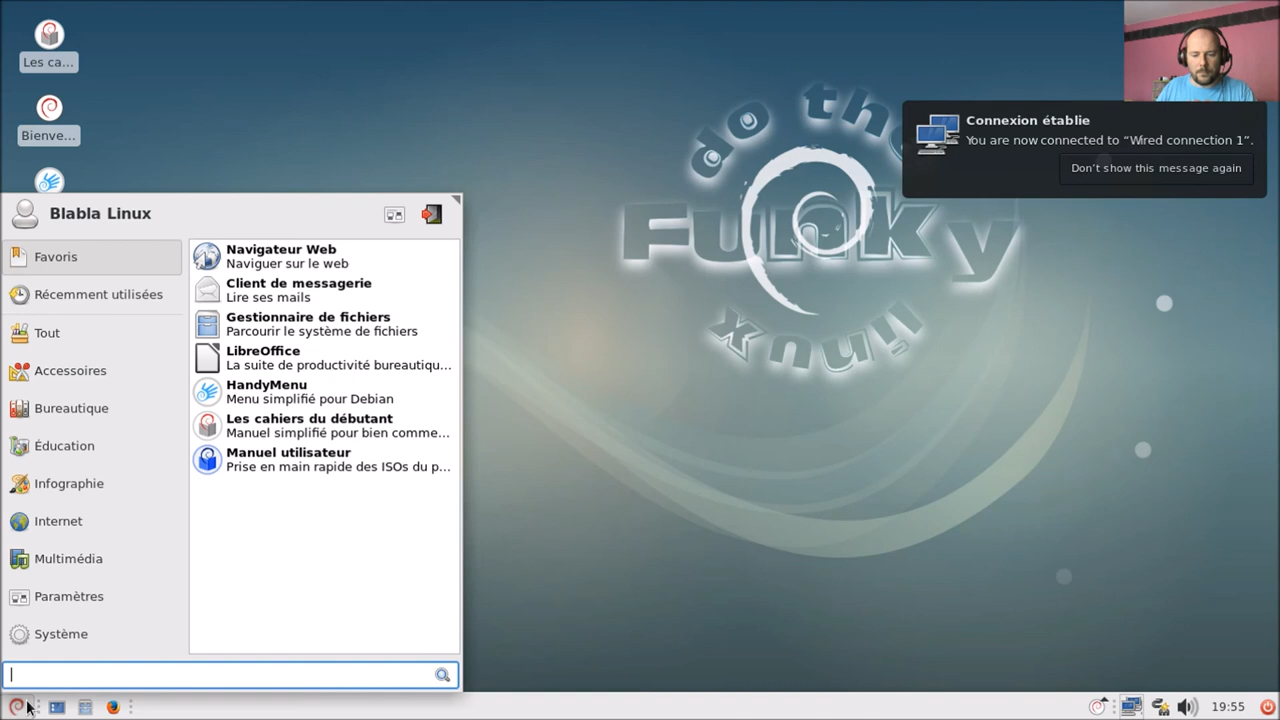 Les ca...
Bienve...
do the
Funky
linux
Connexion établie
You are now connected to “Wired connection 1”.
Don't show this message again
Blabla Linux
Favoris
Récemment utilisées
Tout
Accessoires
Bureautique
Éducation
Infographie
Internet
Multimédia
Paramètres
Système
Navigateur Web
Naviguer sur le web
Client de messagerie
Lire ses mails
Gestionnaire de fichiers
Parcourir le système de fichiers
LibreOffice
La suite de productivité bureautiqu...
HandyMenu
Menu simplifié pour Debian
Les cahiers du débutant
Manuel simplifié pour bien comme...
Manuel utilisateur
Prise en main rapide des ISOs du p...
19:55